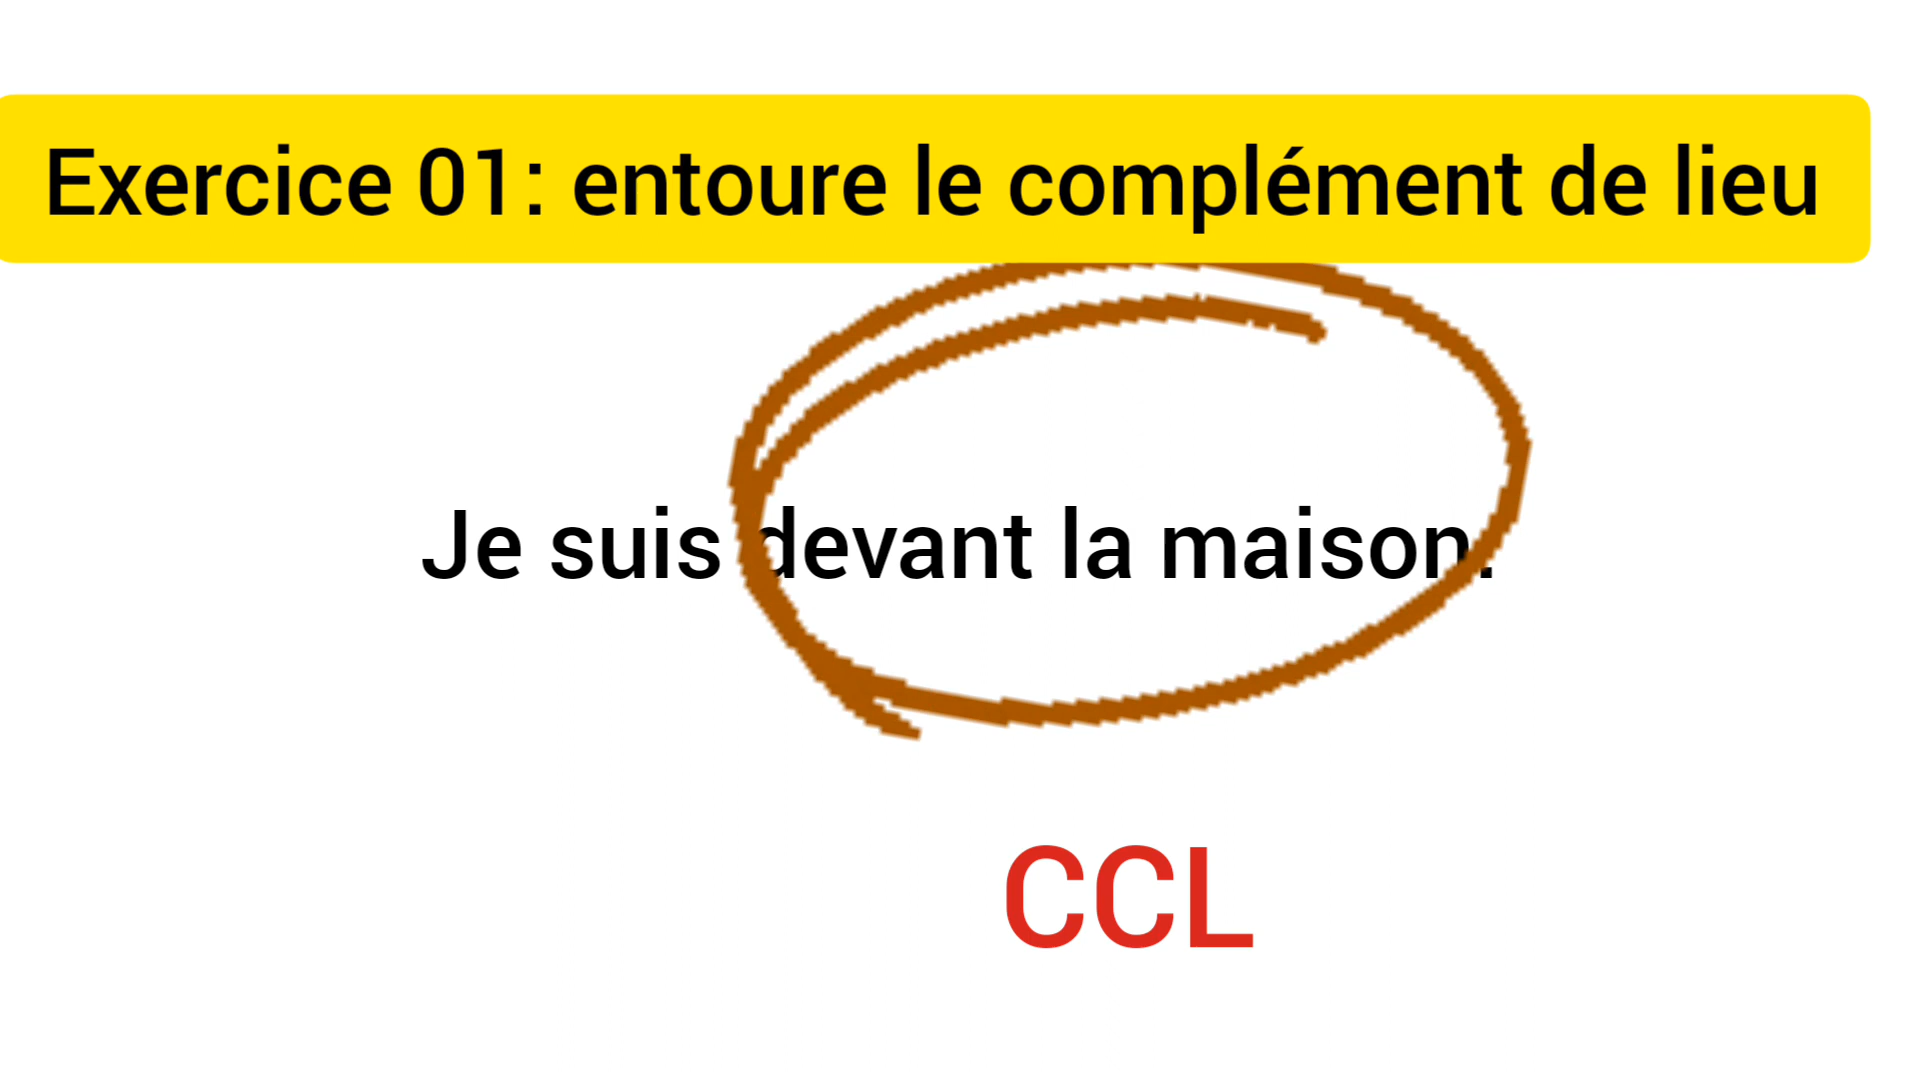 Exercice 01: entoure le complément de lieu
Je suis devant la maison.
CCL